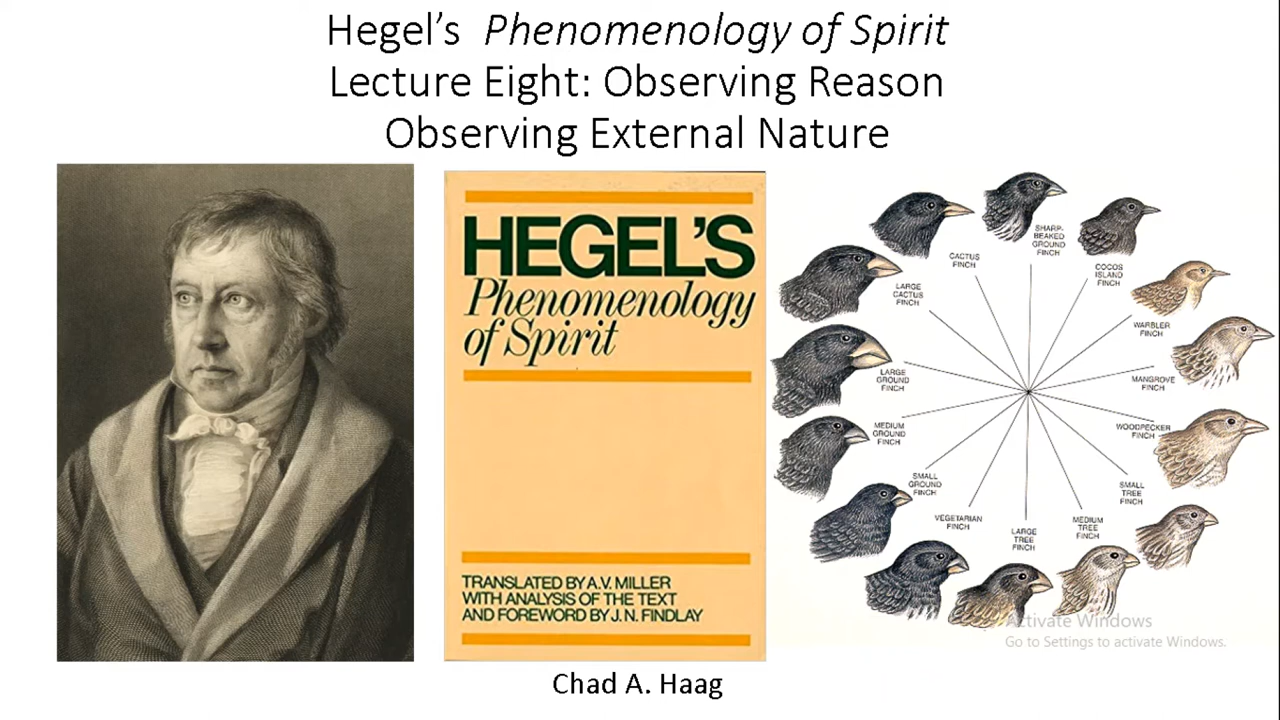 Hegel's Phenomenology of Spirit
Lecture Eight: Observing Reason
Observing External Nature
HEGEL'S
Phenomenology
of Spirit
TRANSLATED BY A.V. MILLER
WITH ANALYSIS OF THE TEXT
AND FOREWORD BY J. N. FINDLAY
SHARP-
BEAKED
GROUND
FINCH
COCOS
ISLAND
FINCH
WARBLER
FINCH
MANGROVE
FINCH
WOODPECKER
FINCH
SMALL
TREE
FINCH
MEDIUM
TREE
FINCH
LARGE
TREE
FINCH
VEGETARIAN
FINCH
SMALL
GROUND
FINCH
MEDIUM
GROUND
FINCH
LARGE
GROUND
FINCH
LARGE
CACTUS
FINCH
CACTUS
FINCH
Activate Windows
Go to Settings to activate Windows.
Chad A. Haag